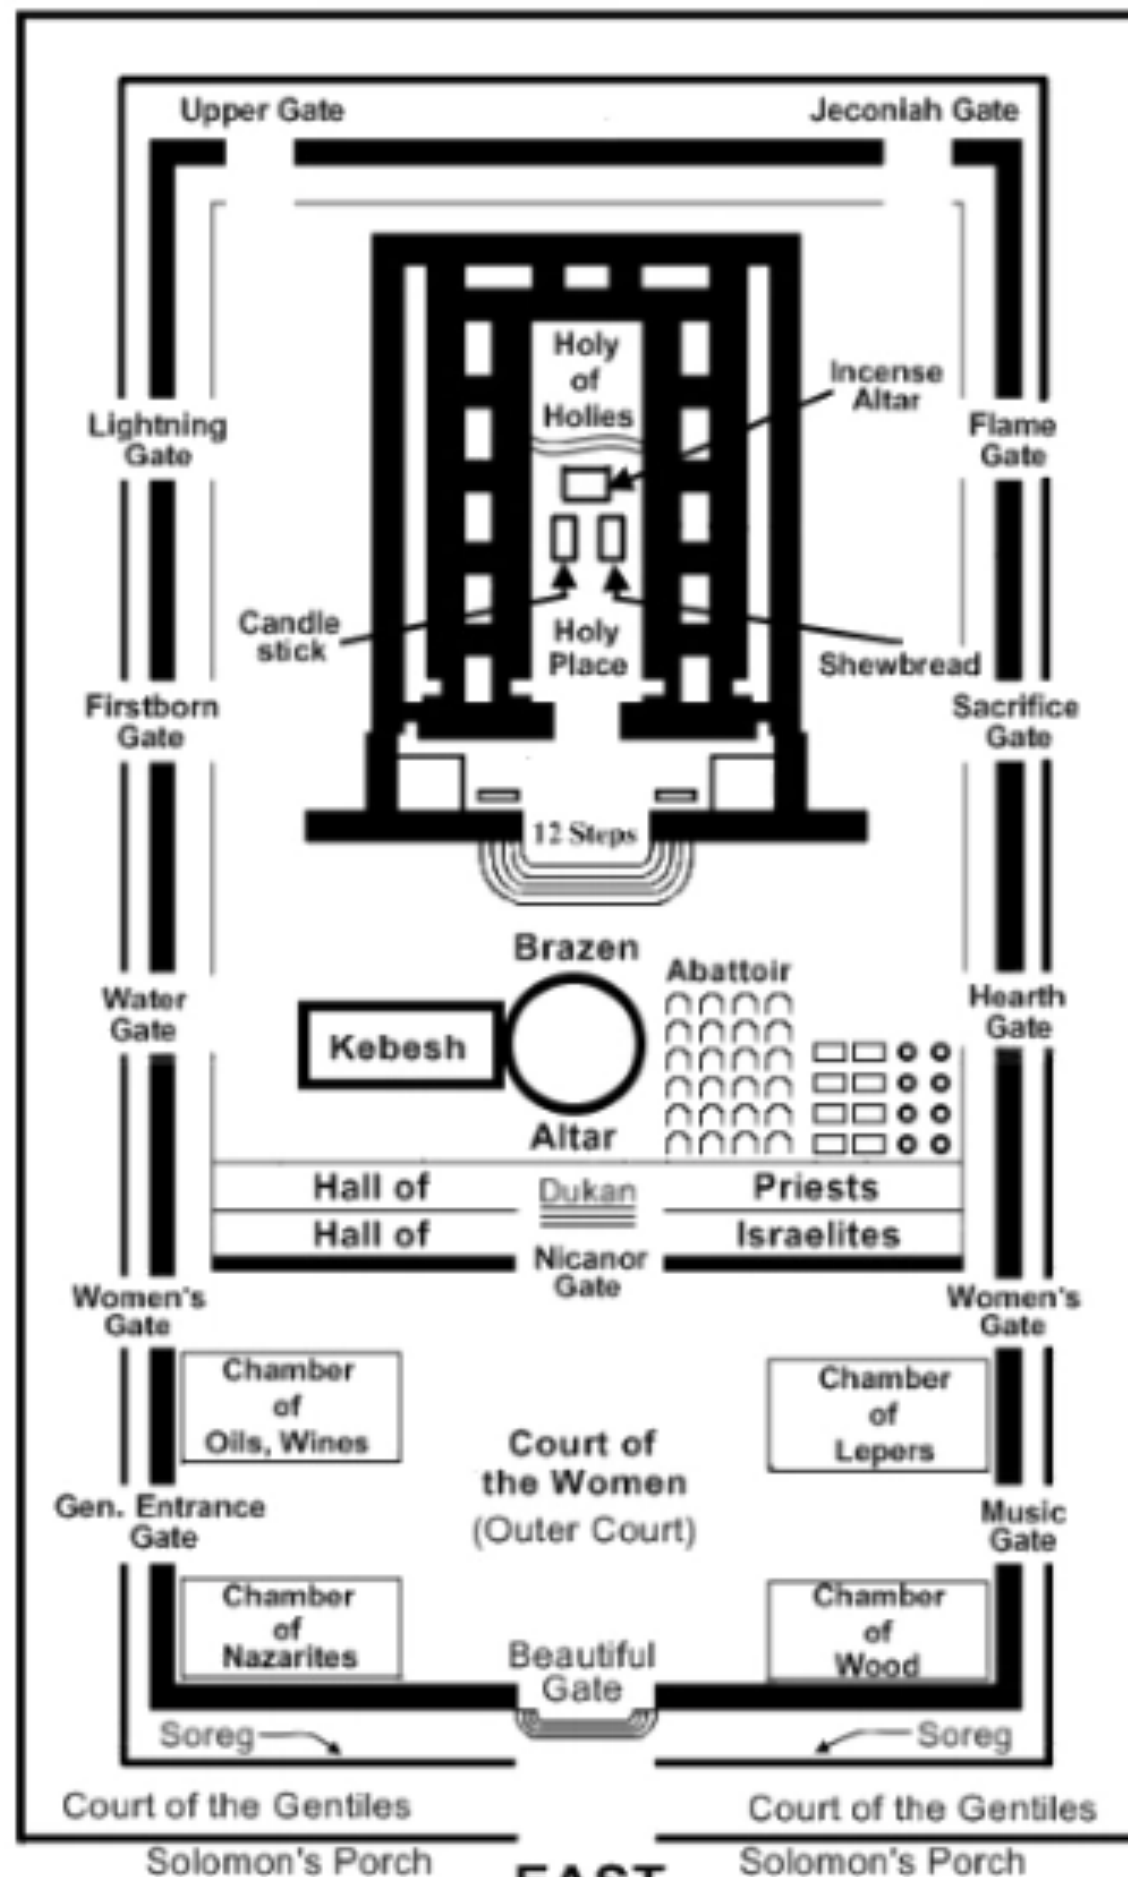 Upper Gate
Jeconiah Gate
Holy
of
Holies
Incense
Altar
Lightning
Gate
Flame
Gate
Candle
stick
Holy
Place
Shewbread
Firstborn
Gate
Sacrifice
Gate
12 Steps
Brazen
Abattoir
Water
Gate
Hearth
Gate
Kebesh
Altar
Hall of
Dukan
Priests
Hall of
Israelites
Nicanor
Gate
Women's
Gate
Women's
Gate
Chamber
of
Oils, Wines
Chamber
of
Lepers
Court of
the Women
(Outer Court)
Gen. Entrance
Gate
Music
Gate
Chamber
of
Nazarites
Chamber
of
Wood
Beautiful
Gate
Soreg
Soreg
Court of the Gentiles
Court of the Gentiles
Solomon's Porch
Solomon's Porch
EAST